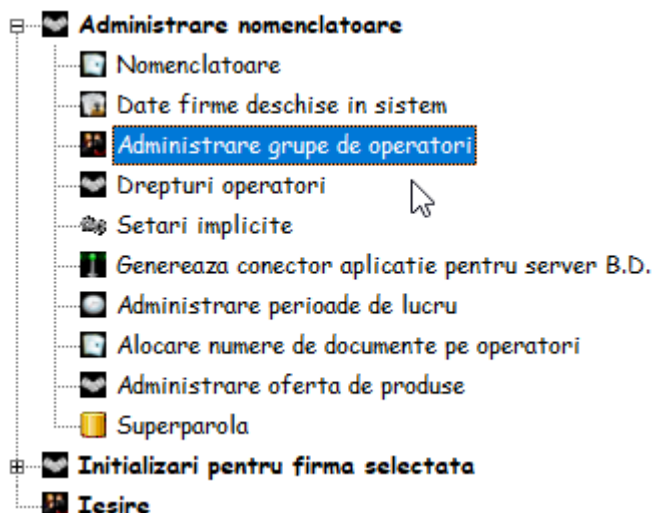 Administrare nomenclatoare
Nomenclatoare
Date firme deschise in sistem
Administrare grupe de operatori
Drepturi operatori
Setari implicite
Genereaza conector aplicatie pentru server B.D.
Administrare perioade de lucru
Alocare numere de documente pe operatori
Administrare oferta de produse
Superparola
Initializari pentru firma selectata
Iesire